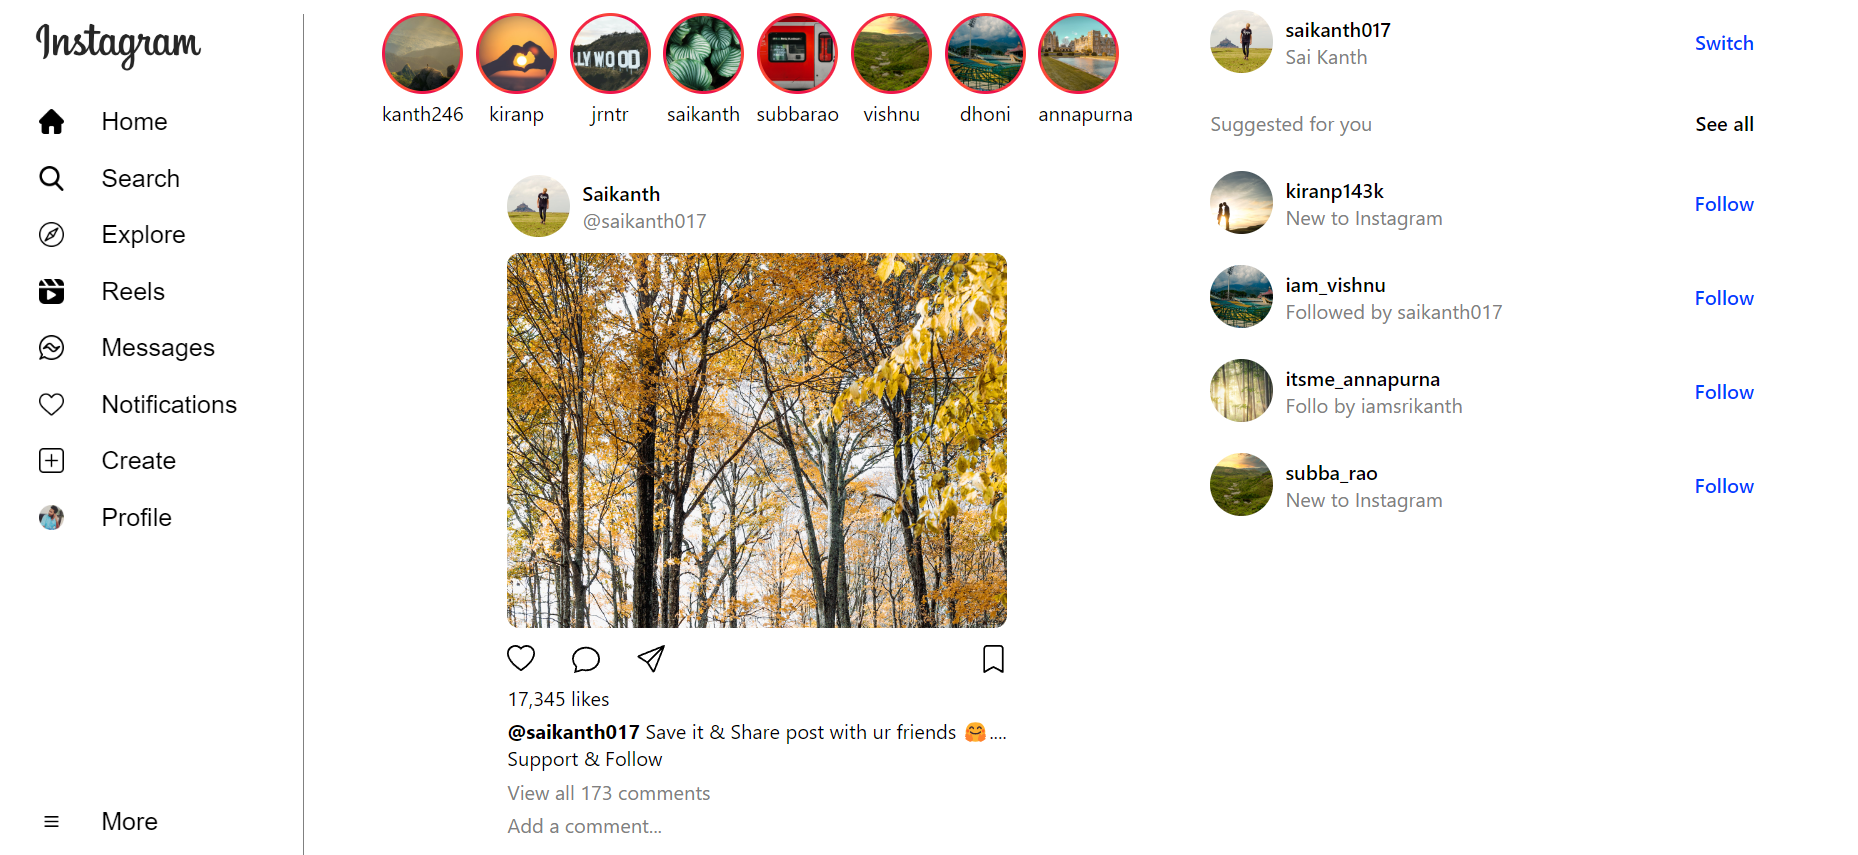 Instagram
Home
Search
Explore
Reels
Messages
Notifications
Create
Profile
More
kanth246
kiranp
jrntr
saikanth
subbarao
vishnu
dhoni
annapurna
LLYWOOD
Saikanth
@saikanth017
17,345 likes
@saikanth017 Save it & Share post with ur friends 🤗....
Support & Follow
View all 173 comments
Add a comment...
saikanth017
Sai Kanth
Switch
Suggested for you
See all
kiranp143k
New to Instagram
Follow
iam_vishnu
Followed by saikanth017
Follow
itsme_annapurna
Follo by iamsrikanth
Follow
subba_rao
New to Instagram
Follow